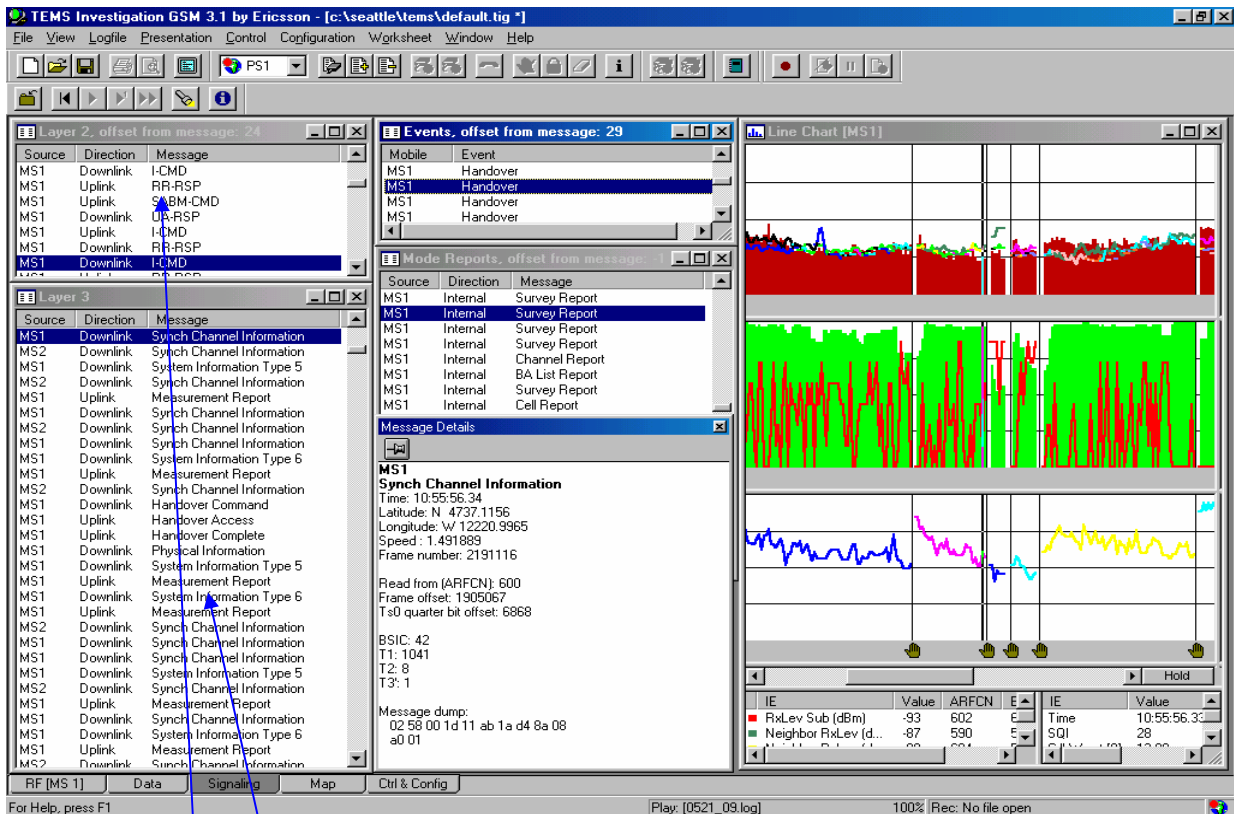 TEMS Investigation GSM 3.1 by Ericsson - [c:\seattle\tems\default.tig *]
File View Logfile Presentation Control Configuration Worksheet Window Help
PS1
Layer 2, offset from message: 24
Source Direction Message
MS1 Downlink I-CMD
MS1 Uplink RR-RSP
MS1 Uplink SABM-CMD
MS1 Downlink UA-RSP
MS1 Uplink I-CMD
MS1 Downlink RR-RSP
MS1 Downlink I-CMD
Layer 3
Source Direction Message
MS1 Downlink Synch Channel Information
MS2 Downlink Synch Channel Information
MS1 Downlink System Information Type 5
MS2 Downlink Synch Channel Information
MS1 Uplink Measurement Report
MS1 Downlink Synch Channel Information
MS2 Downlink Synch Channel Information
MS1 Downlink Synch Channel Information
MS1 Downlink System Information Type 6
MS1 Uplink Measurement Report
MS2 Downlink Synch Channel Information
MS1 Downlink Handover Command
MS1 Uplink Handover Access
MS1 Uplink Handover Complete
MS1 Downlink Physical Information
MS1 Downlink System Information Type 5
MS1 Uplink Measurement Report
MS1 Downlink System Information Type 6
MS1 Uplink Measurement Report
MS2 Downlink Synch Channel Information
MS1 Downlink Synch Channel Information
MS1 Downlink Synch Channel Information
MS1 Downlink System Information Type 5
MS2 Downlink Synch Channel Information
MS1 Uplink Measurement Report
MS1 Downlink Synch Channel Information
MS1 Downlink System Information Type 6
MS1 Uplink Measurement Report
MS2 Downlink Synch Channel Information
Events, offset from message: 29
Mobile Event
MS1 Handover
MS1 Handover
MS1 Handover
MS1 Handover
Mode Reports, offset from message: -1
Source Direction Message
MS1 Internal Survey Report
MS1 Internal Survey Report
MS1 Internal Survey Report
MS1 Internal Survey Report
MS1 Internal Channel Report
MS1 Internal BA List Report
MS1 Internal Survey Report
MS1 Internal Cell Report
Message Details
MS1
Synch Channel Information
Time: 10:55:56.34
Latitude: N 4737.1156
Longitude: W 12220.9965
Speed : 1.491889
Frame number: 2191116
Read from (ARFCN): 600
Frame offset: 1905067
Ts0 quarter bit offset: 6868
BSIC: 42
T1: 1041
T2: 8
T3': 1
Message dump:
02 58 00 1d 11 ab 1a d4 8a 08
a0 01
Line Chart [MS1]
Hold
IE Value ARFCN
RxLev Sub (dBm) -93 602
Neighbor RxLev (d... -87 590
IE Value
Time 10:55:56.33
SQI 28
RF [MS 1] Data Signaling Map Ctrl & Config
For Help, press F1 Play: [0521_09.log] 100% Rec: No file open